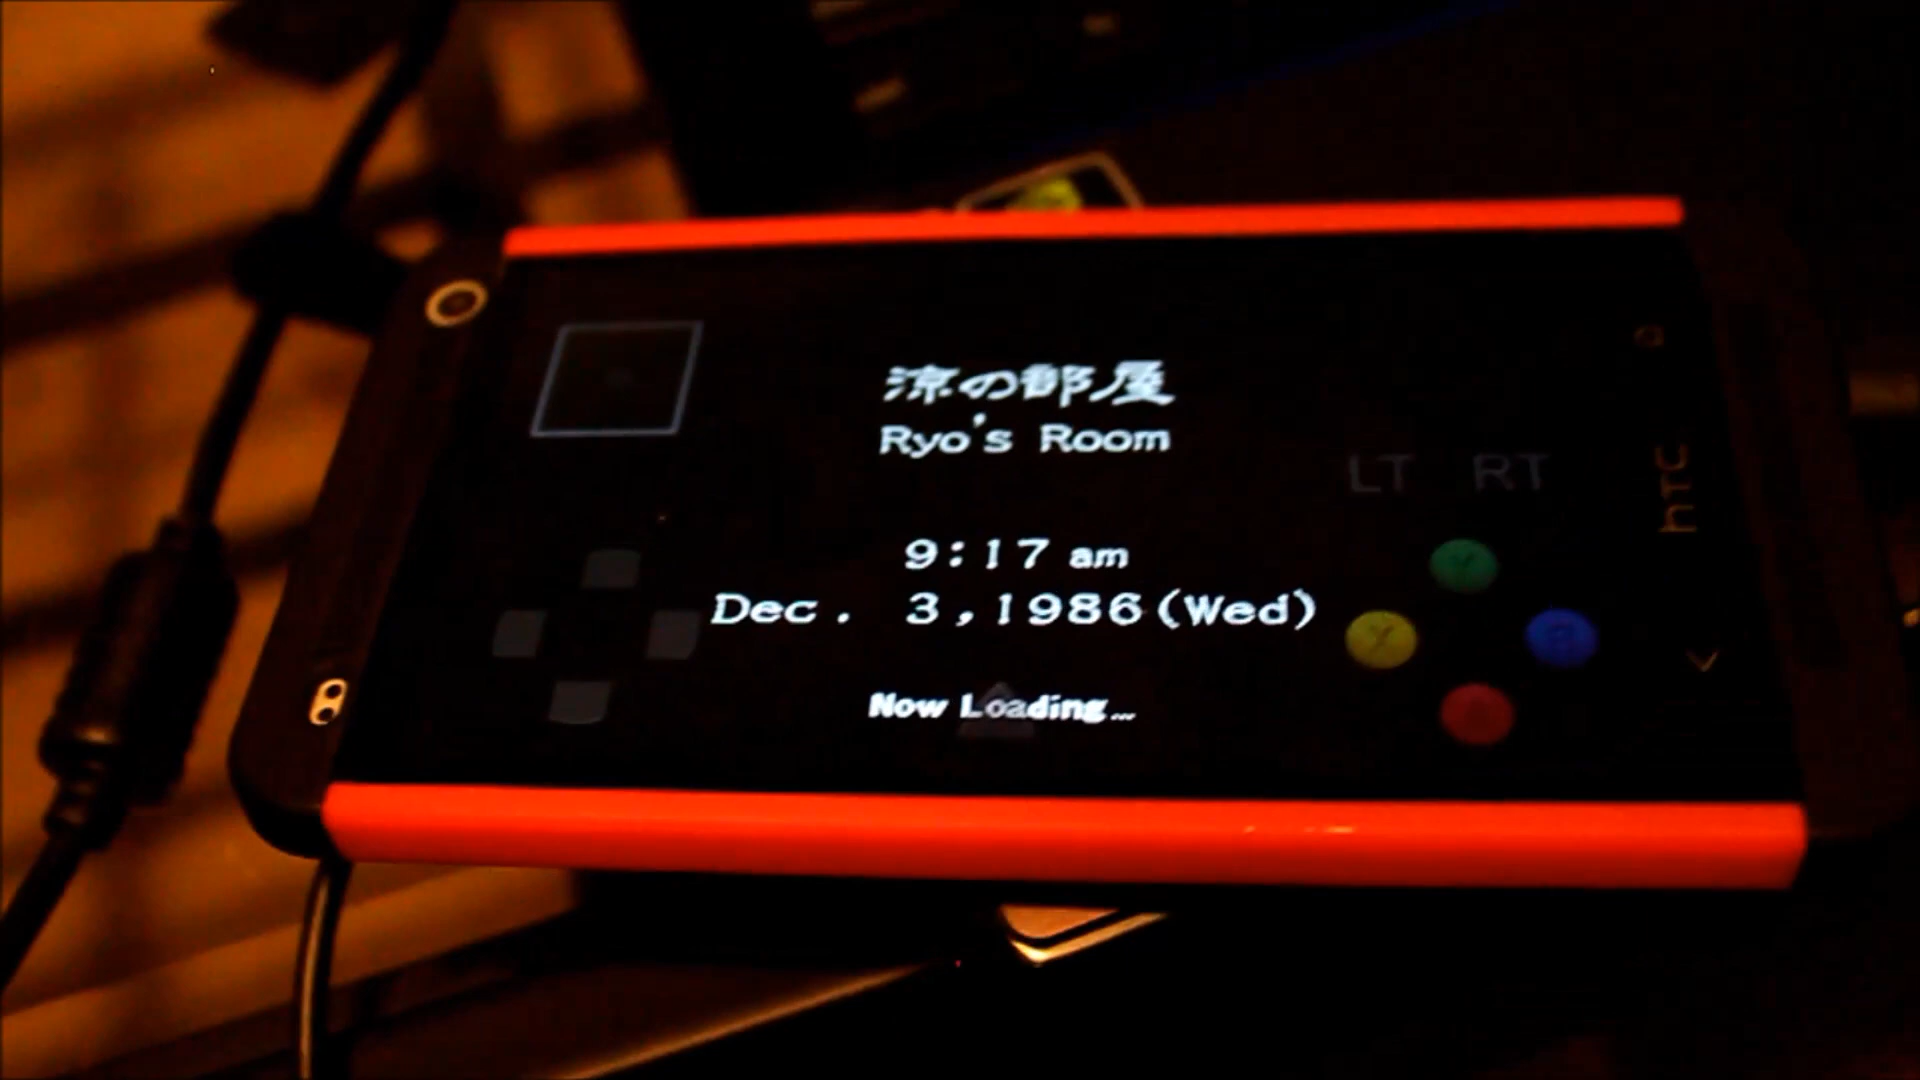 涼の部屋
Ryo's Room
LT RT
hTC
9:17 am
Dec. 3,1986(Wed)
Y
X
Now Loading...